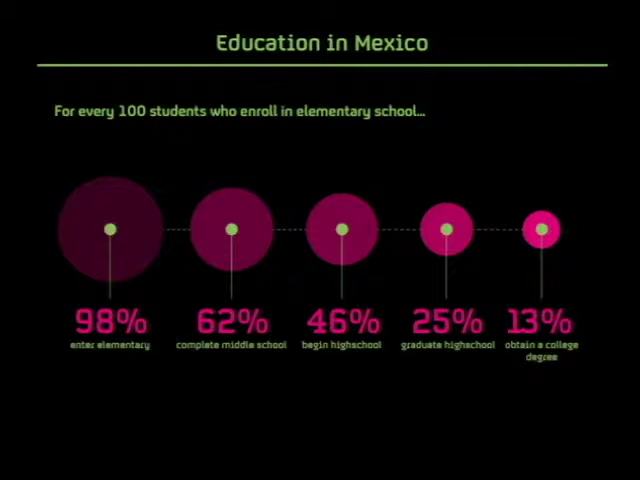 Education in Mexico
For every 100 students who enroll in elementary school...
98% 62% 46% 25% 13%
enter elementary complete middle school begin highschool graduate highschool obtain a college
degree